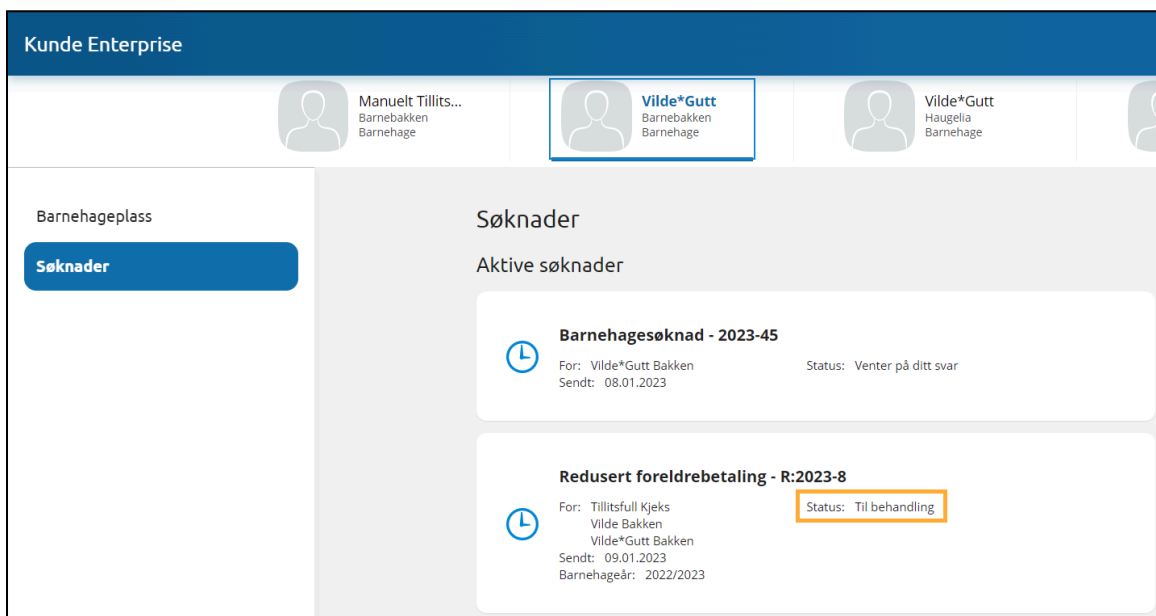 Kunde Enterprise
Manuelt Tillits...
Barnebakken
Barnehage
Vilde*Gutt
Barnebakken
Barnehage
Vilde*Gutt
Haugelia
Barnehage
Barnehageplass
Søknader
Søknader
Aktive søknader
Barnehagesøknad - 2023-45
For: Vilde*Gutt Bakken
Status: Venter på ditt svar
Sendt: 08.01.2023
Redusert foreldrebetaling - R:2023-8
For: Tillitsfull Kjeks
Status: Til behandling
Vilde Bakken
Vilde*Gutt Bakken
Sendt: 09.01.2023
Barnehageår: 2022/2023